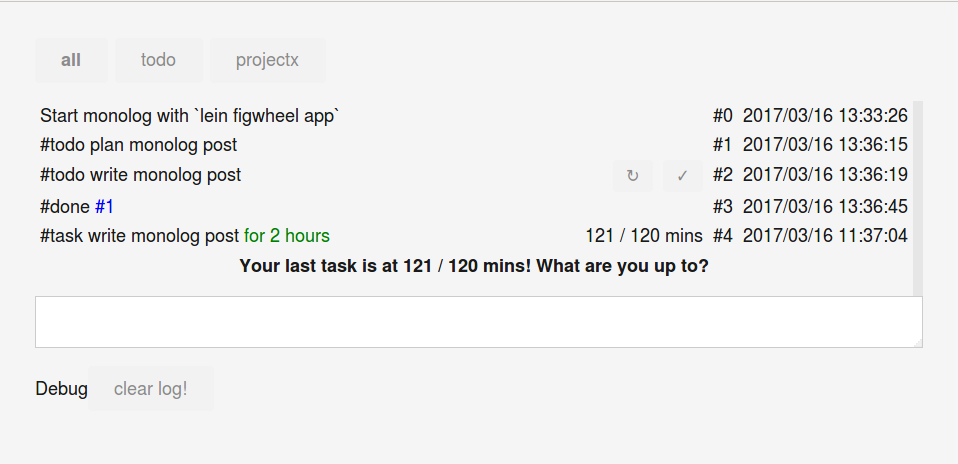 all todo projectx
Start monolog with `lein figwheel app` #0 2017/03/16 13:33:26
#todo plan monolog post #1 2017/03/16 13:36:15
#todo write monolog post ↻ ✓ #2 2017/03/16 13:36:19
#done #1 #3 2017/03/16 13:36:45
#task write monolog post for 2 hours 121 / 120 mins #4 2017/03/16 11:37:04
Your last task is at 121 / 120 mins! What are you up to?
Debug clear log!